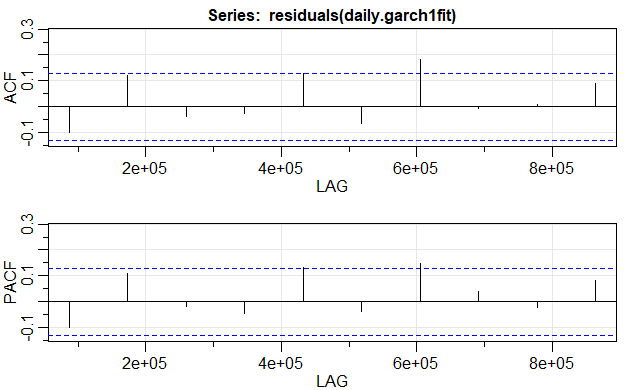 Series:  residuals(daily.garch1fit)
0.3
0.1
-0.1
ACF
2e+05 4e+05 6e+05 8e+05
LAG
0.3
0.1
-0.1
PACF
2e+05 4e+05 6e+05 8e+05
LAG